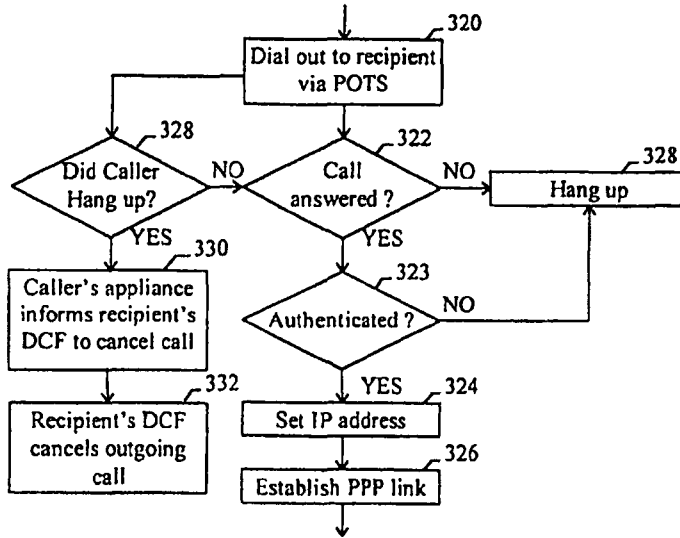 320
Dial out to recipient
via POTS
328
Did Caller
Hang up?
NO
YES
322
Call
answered ?
NO
YES
328
Hang up
330
Caller's appliance
informs recipient's
DCF to cancel call
323
Authenticated ?
NO
YES
332
Recipient's DCF
cancels outgoing
call
324
Set IP address
326
Establish PPP link